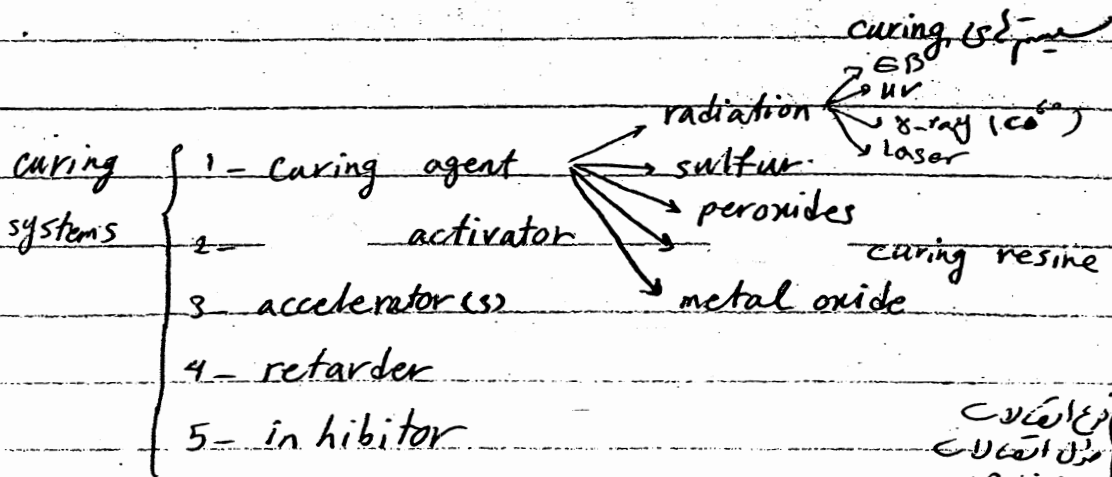 سیستم‌های curing
EB
uv
radiation
γ-ray (Co⁶⁰)
Laser
curing systems
1- Curing agent
sulfur
peroxides
2- activator
curing resine
3- accelerator(s)
metal oxide
4- retarder
5- in hibitor
نوع اتصالات
طول اتصالات